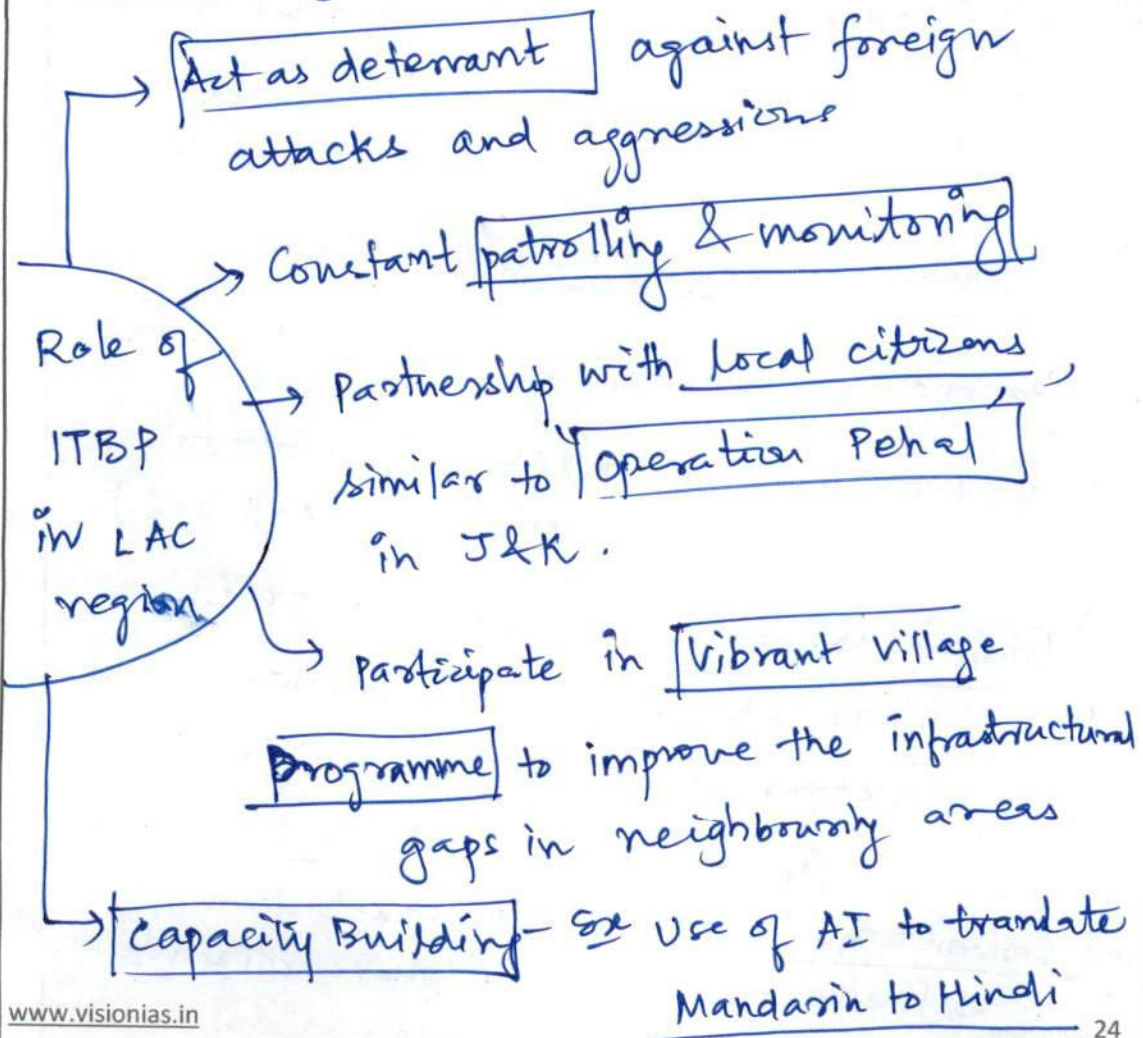 Act as deterrant against foreign
attacks and aggressions
Constant patrolling & monitoring
Role of
ITBP
in LAC
region
Partnership with local citizens,
similar to Operation Pehal
in J&K.
Participate in Vibrant Village
Programme to improve the infrastructural
gaps in neighbouring areas
Capacity Building - Ex Use of AI to translate
Mandarin to Hindi
www.visionias.in
24